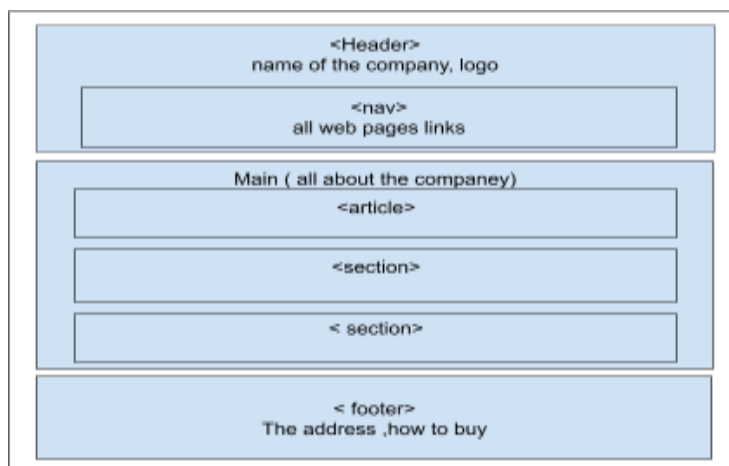 <Header>
name of the company, logo
<nav>
all web pages links
Main ( all about the companey)
<article>
<section>
< section>
< footer>
The address ,how to buy